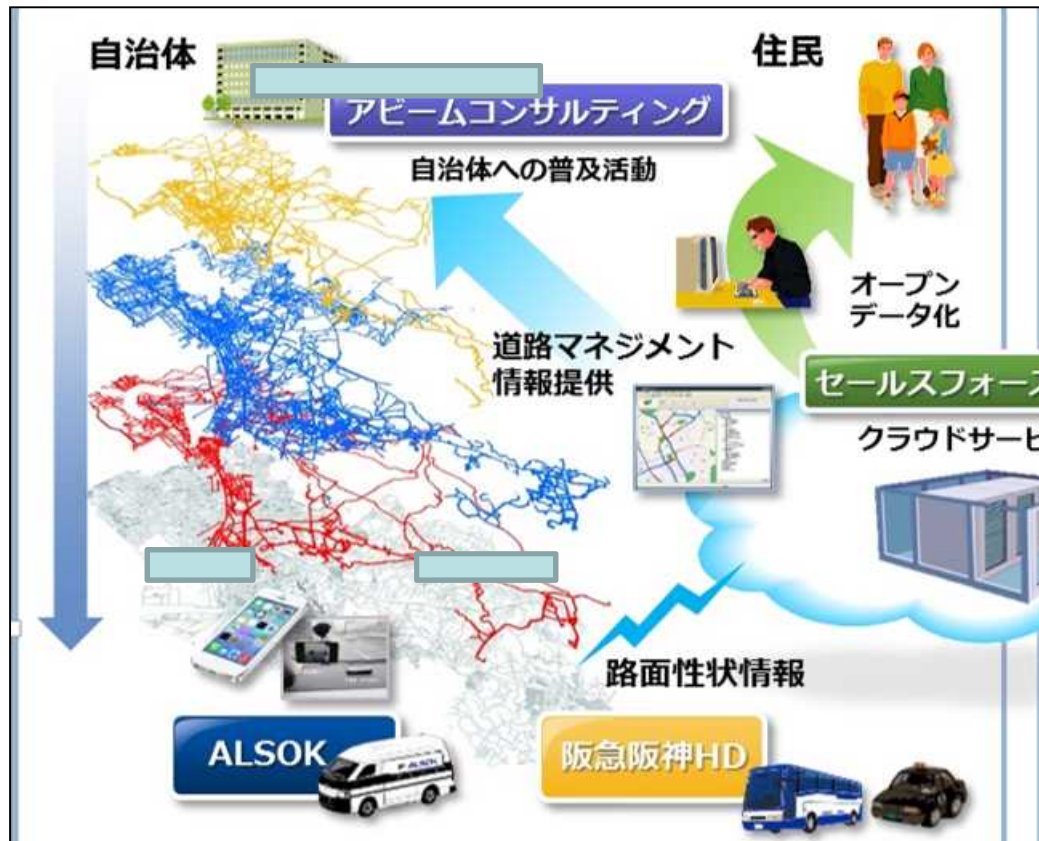 自治体
住民
アビームコンサルティング
自治体への普及活動
オープン
データ化
道路マネジメント
情報提供
セールスフォース
クラウドサービ
路面性状情報
ALSOK
ALSOK
阪急阪神HD